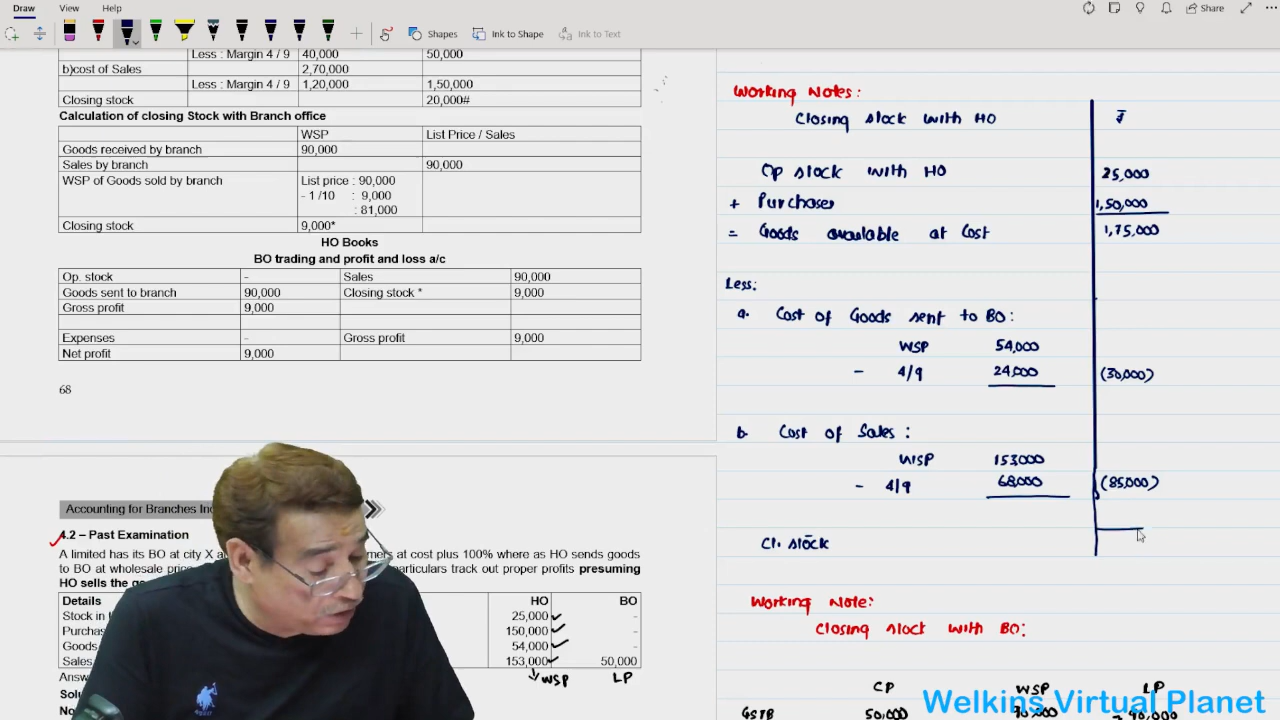 Draw View Help
Share
Shapes Ink to Shape Ink to Text
Less : Margin 4 / 9 40,000 50,000
b)cost of Sales 2,70,000
Less : Margin 4 / 9 1,20,000 1,50,000
Closing stock 20,000#
Calculation of closing Stock with Branch office
WSP List Price / Sales
Goods received by branch 90,000
Sales by branch 90,000
WSP of Goods sold by branch List price : 90,000
- 1 /10 : 9,000
: 81,000
Closing stock 9,000*
HO Books
BO trading and profit and loss a/c
Op. stock - Sales 90,000
Goods sent to branch 90,000 Closing stock * 9,000
Gross profit 9,000
Expenses - Gross profit 9,000
Net profit 9,000
68
Accounting for Branches
4.2 – Past Examination
A limited has its BO at city X at cost plus 100% where as HO sends goods
to BO at wholesale particulars track out proper profits presuming
HO sells the
Details HO BO
Stock in 25,000 -
150,000 -
Goods 54,000 -
Sales 153,000 50,000
WSP LP
Working Notes:
Closing stock with HO ₹
Op stock with HO 25,000
+ Purchases 1,50,000
= Goods available at Cost 1,75,000
Less:
a. Cost of Goods sent to BO:
WSP 54,000
- 4/9 24,000 (30,000)
b. Cost of Sales :
WSP 153,000
- 4/9 68,000 (85,000)
Cl. stock
Working Note:
Closing stock with BO:
CP WSP LP
GSTB 50,000 90,000
Welkins Virtual Planet